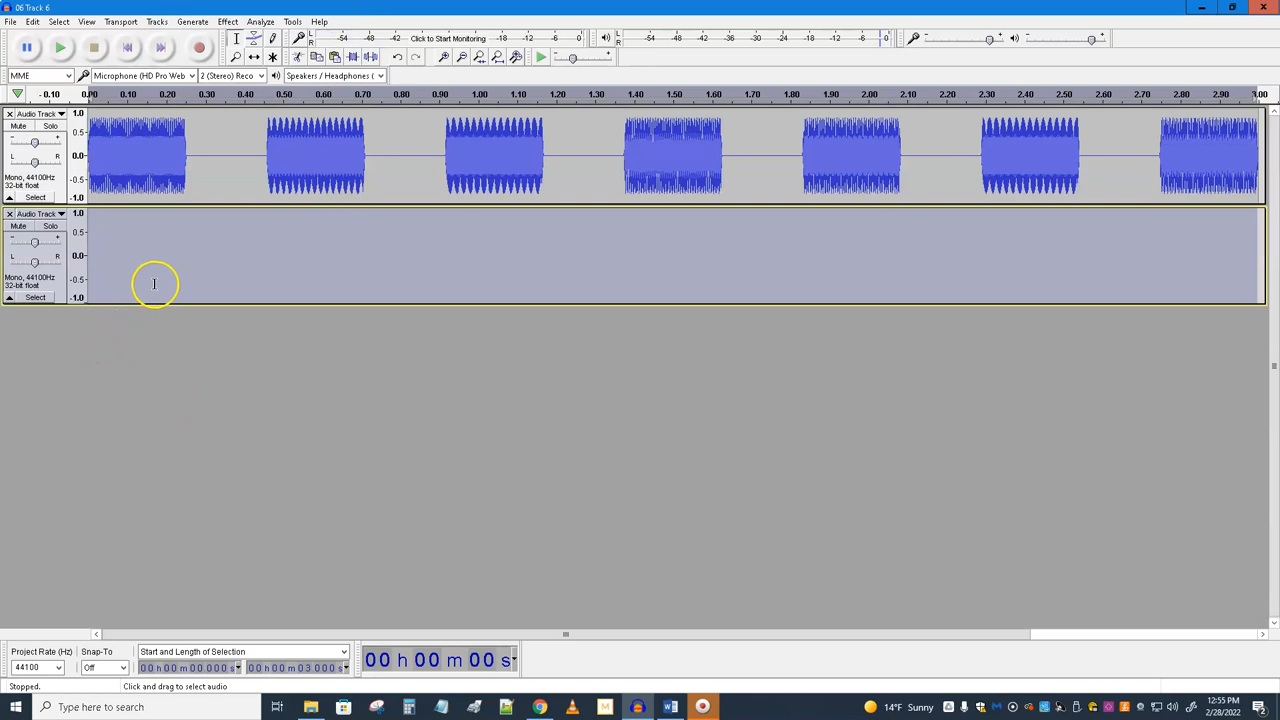 06 Track 6
File Edit Select View Transport Tracks Generate Effect Analyze Tools Help
L R -54 -48 -42 Click to Start Monitoring -18 -12 -6 0 L R -54 -48 -42 -36 -30 -24 -18 -12 -6 0
MME Microphone (HD Pro Web 2 (Stereo) Reco Speakers / Headphones (
- 0.10 0.00 0.10 0.20 0.30 0.40 0.50 0.60 0.70 0.80 0.90 1.00 1.10 1.20 1.30 1.40 1.50 1.60 1.70 1.80 1.90 2.00 2.10 2.20 2.30 2.40 2.50 2.60 2.70 2.80 2.90 3.00
Audio Track 1.0
Mute Solo
0.5
- +
L R 0.0
Mono, 44100Hz
32-bit float -0.5
Select -1.0
Audio Track 1.0
Mute Solo
0.5
- +
L R 0.0
Mono, 44100Hz
32-bit float -0.5
Select -1.0
Project Rate (Hz) Snap-To Start and Length of Selection
44100 Off 00 h 00 m 00.000 s 00 h 00 m 03.000 s
00 h 00 m 00 s
Stopped. Click and drag to select audio
Type here to search
14°F Sunny
12:55 PM
2/28/2022